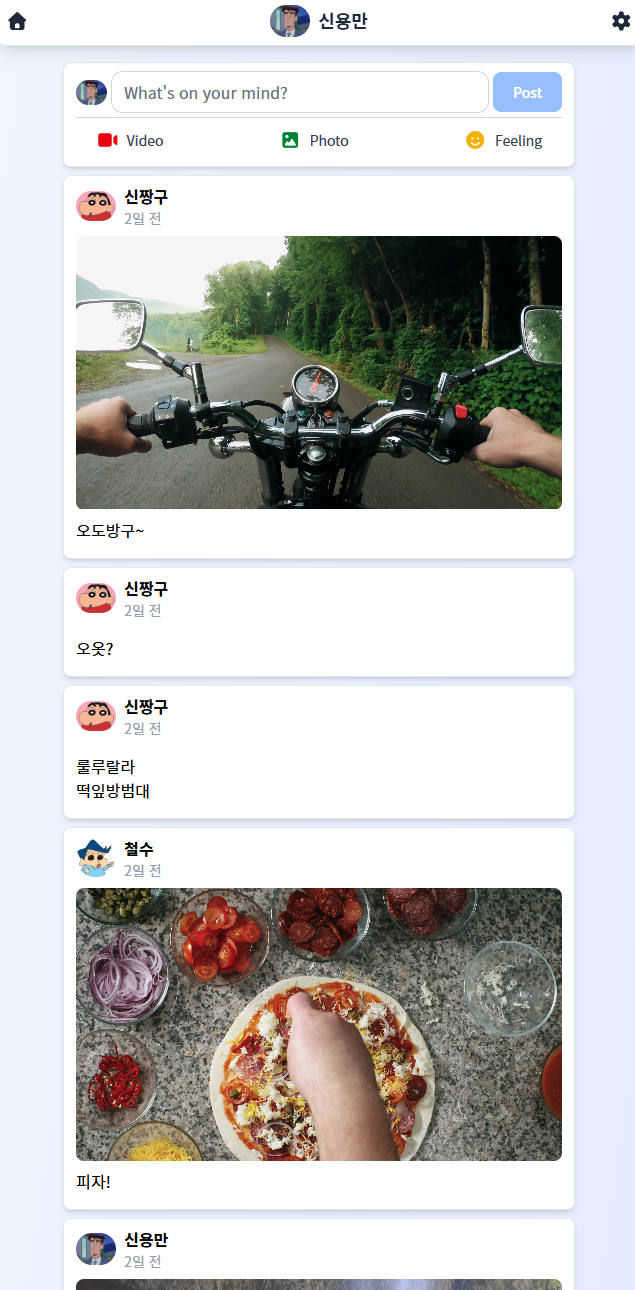 신용만
What's on your mind?
Post
Video
Photo
Feeling
신짱구
2일 전
오도방구~
신짱구
2일 전
오옷?
신짱구
2일 전
룰루랄라
떡잎방범대
철수
2일 전
피자!
신용만
2일 전